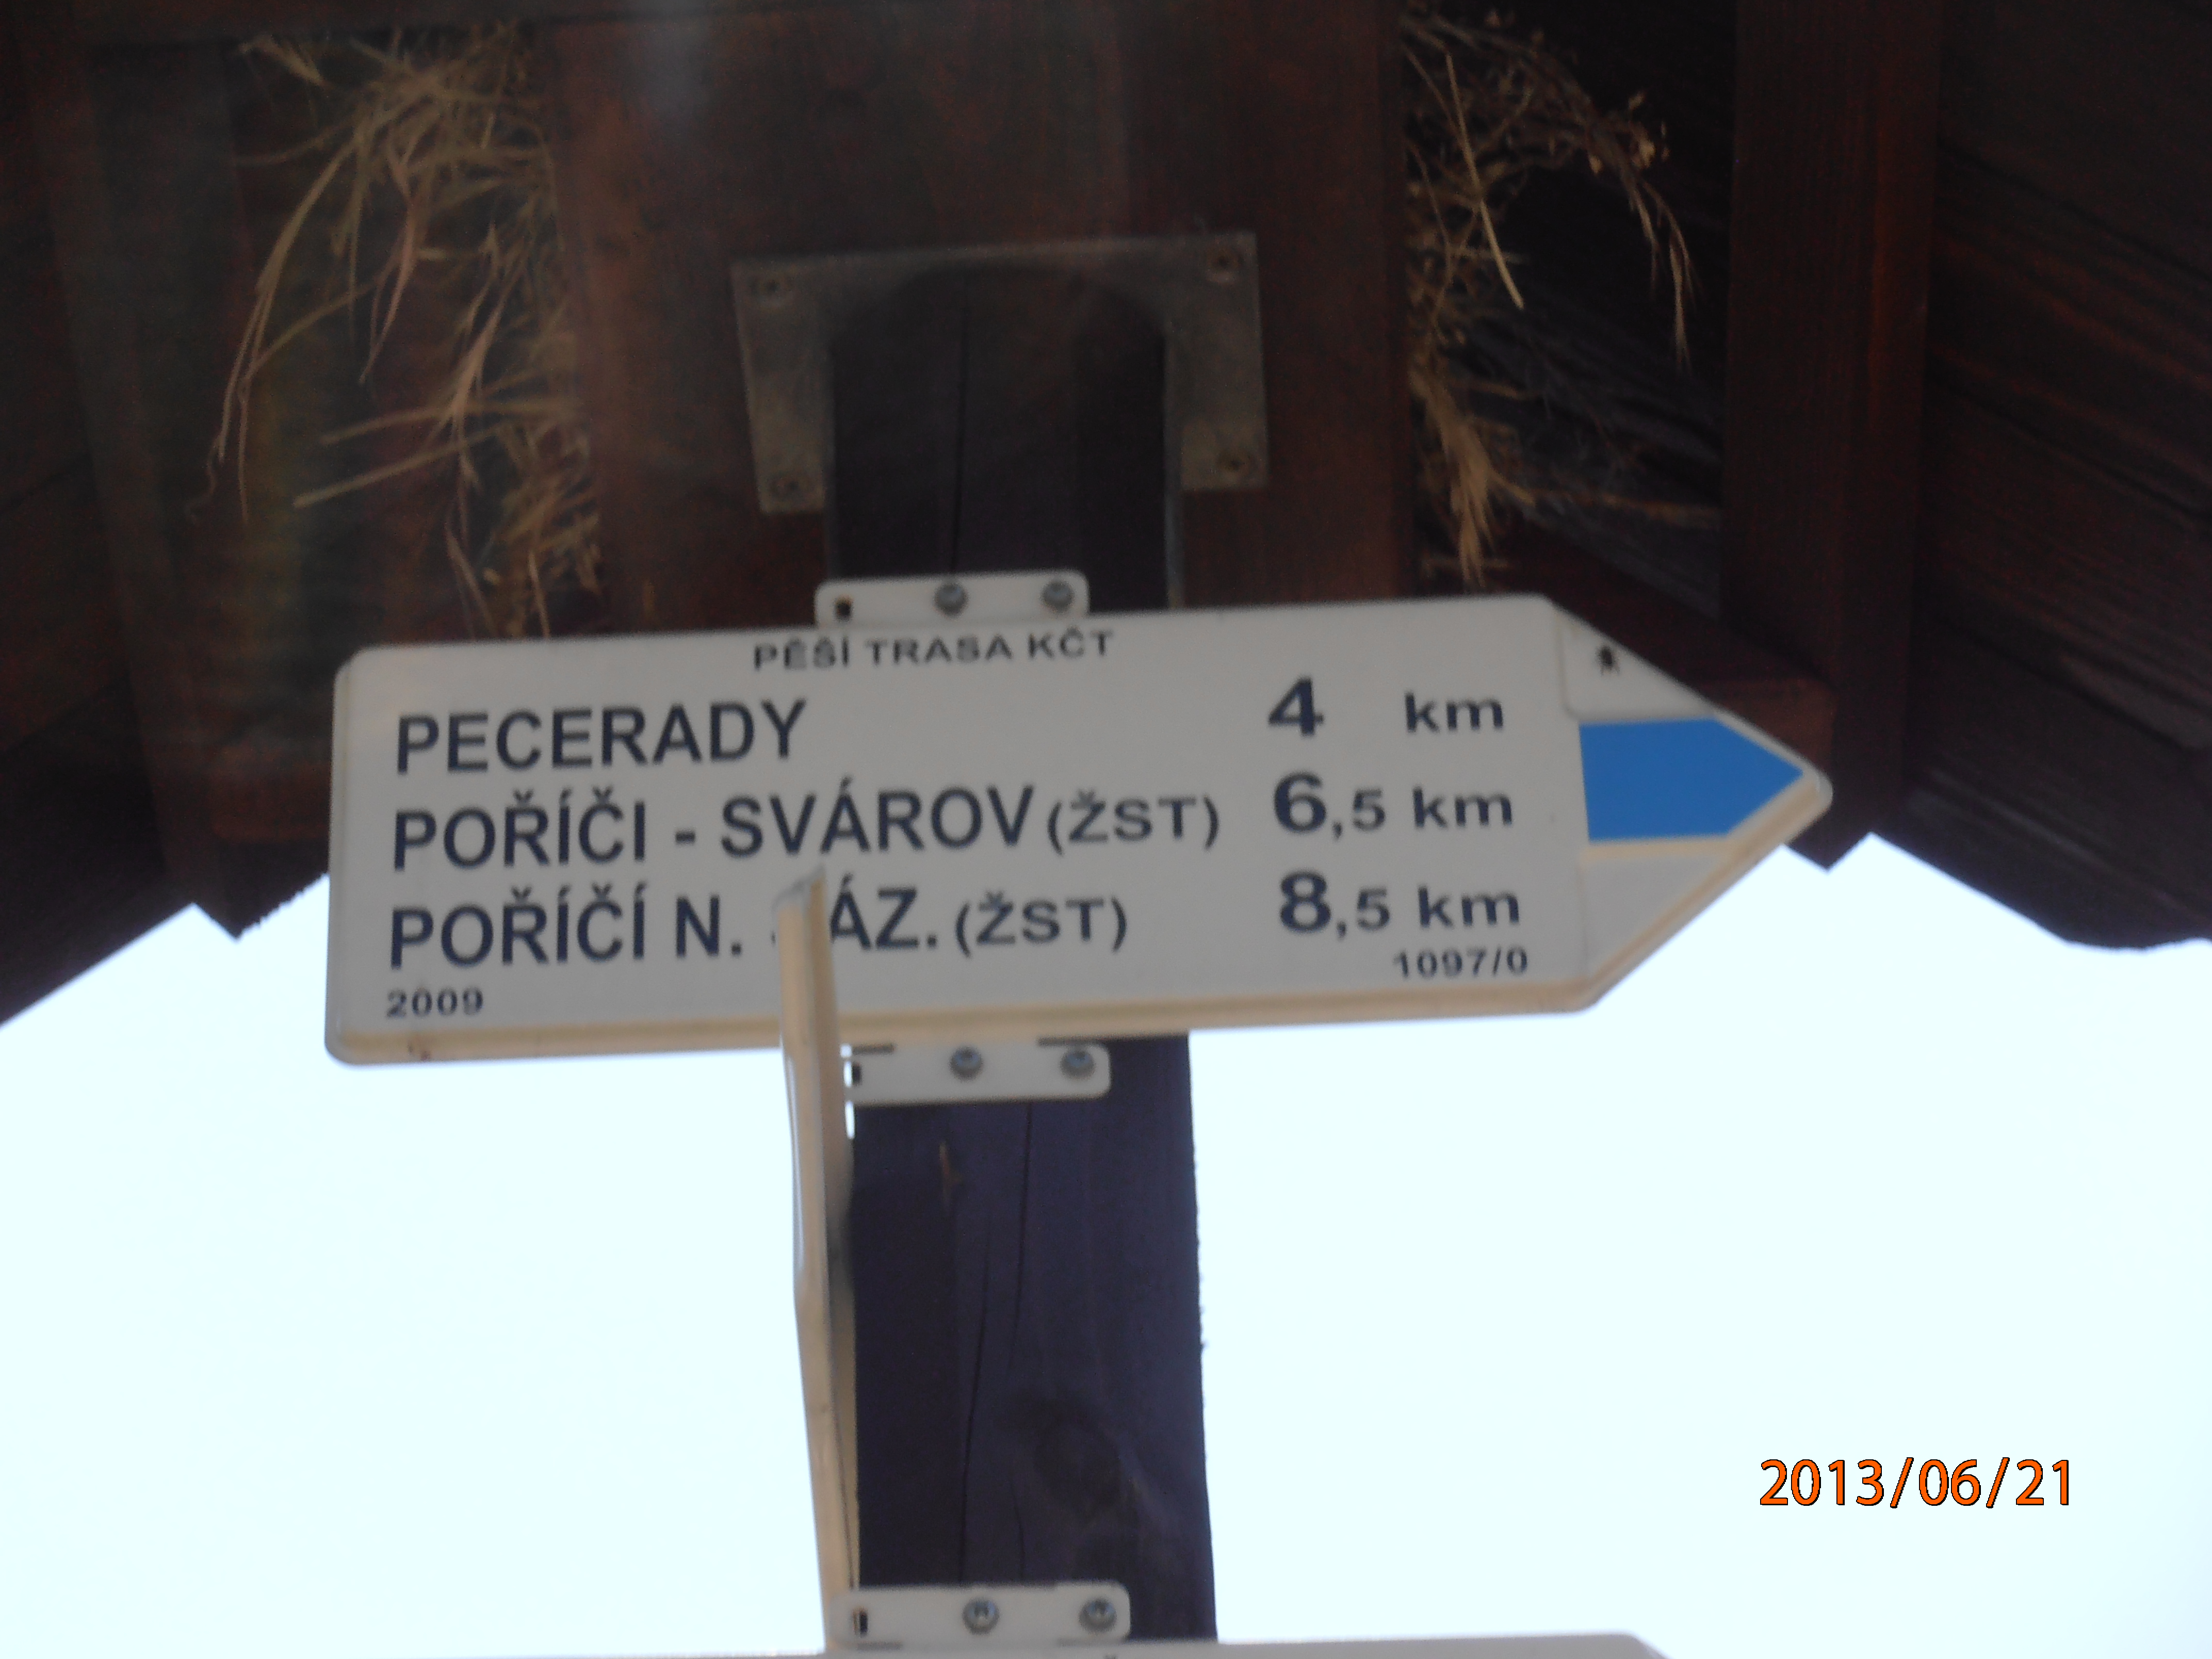 PĚŠÍ TRASA KČT
PECERADY 4 km
POŘÍČI - SVÁROV (ŽST) 6,5 km
POŘÍČÍ N. (ŽST) 8,5 km
2009 1097/0
2013/06/21